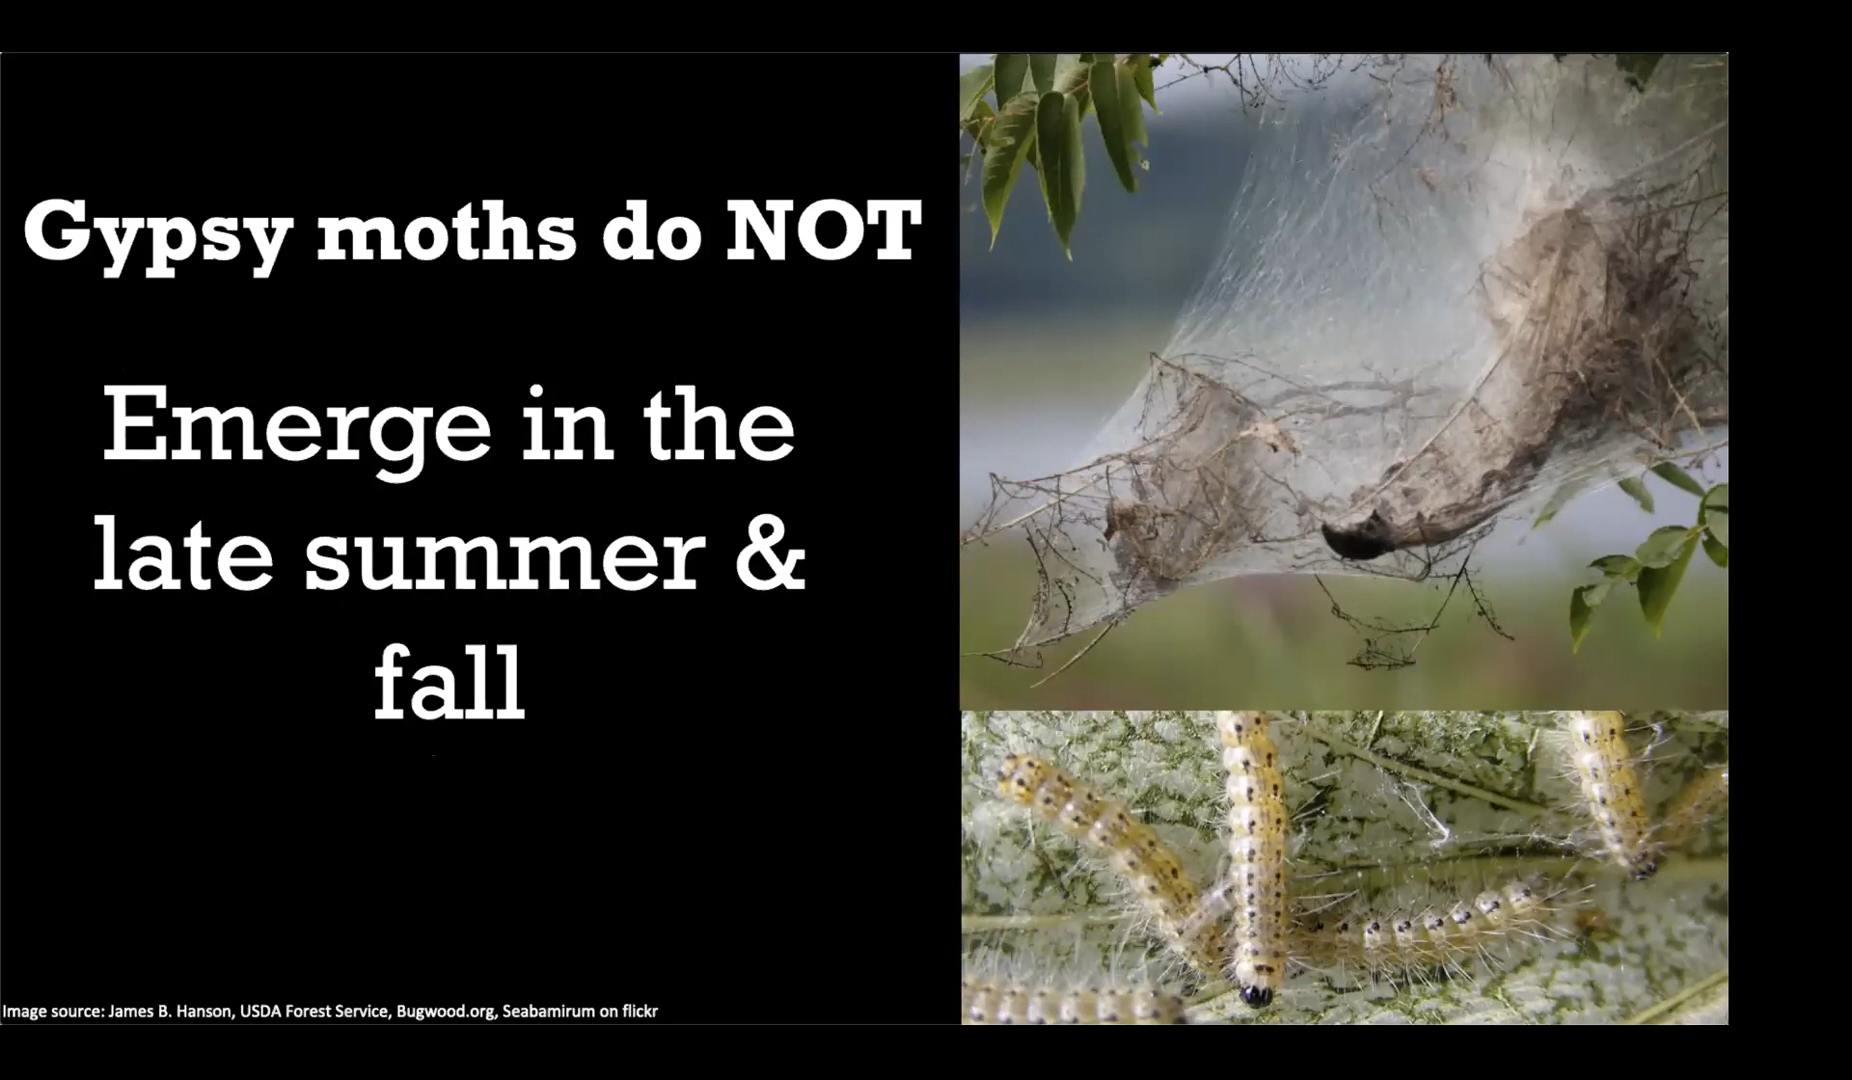 Gypsy moths do NOT
Emerge in the
late summer &
fall
Image source: James B. Hanson, USDA Forest Service, Bugwood.org, Seabamirum on flickr